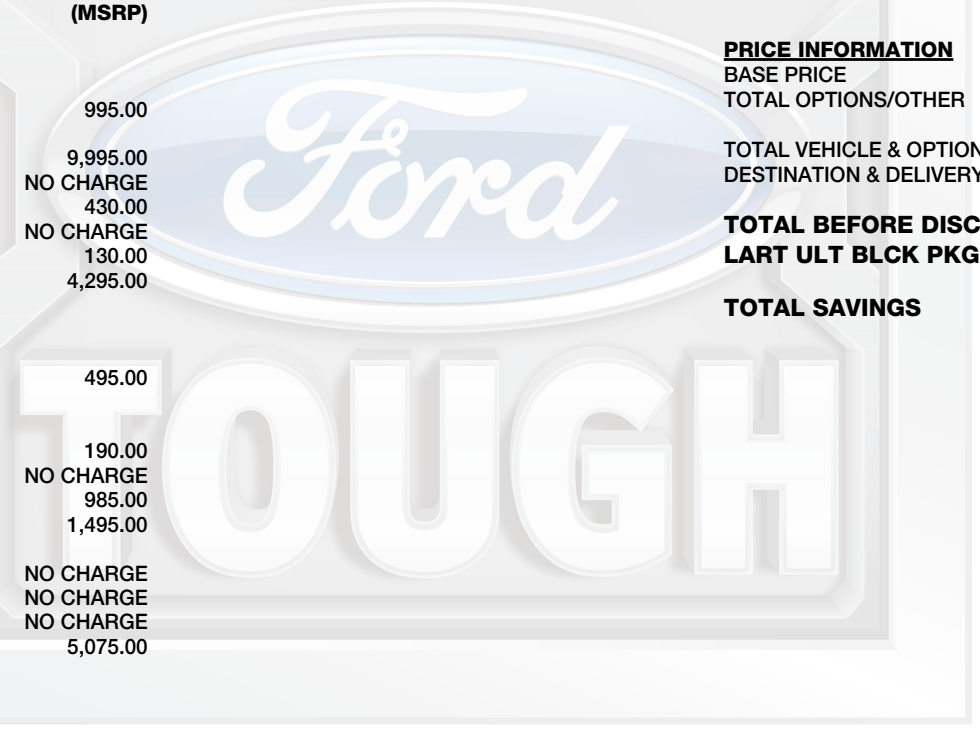 (MSRP)
995.00
9,995.00
NO CHARGE
430.00
NO CHARGE
130.00
4,295.00
495.00
190.00
NO CHARGE
985.00
1,495.00
NO CHARGE
NO CHARGE
NO CHARGE
5,075.00
PRICE INFORMATION
BASE PRICE
TOTAL OPTIONS/OTHER
TOTAL VEHICLE & OPTION
DESTINATION & DELIVERY
TOTAL BEFORE DISC
LART ULT BLCK PKG
TOTAL SAVINGS
Ford
TOUGH